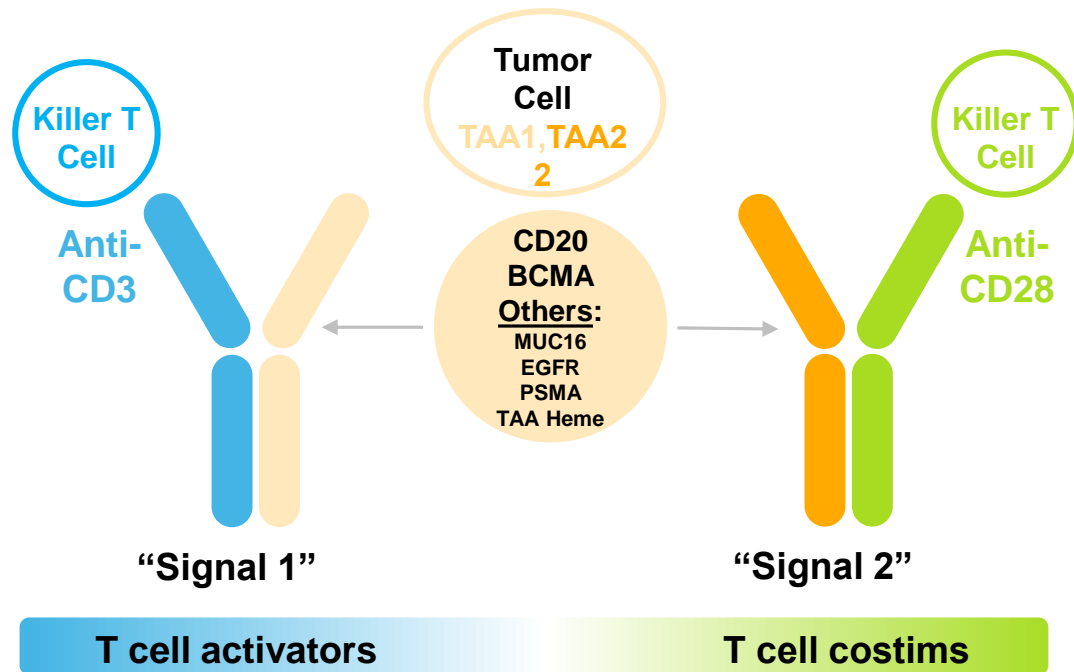 Tumor
Cell
TAA1,TAA2
2
Killer T
Cell
Killer T
Cell
Anti-
CD3
CD20
BCMA
Others:
MUC16
EGFR
PSMA
TAA Heme
Anti-
CD28
“Signal 1”
“Signal 2”
T cell activators
T cell costims